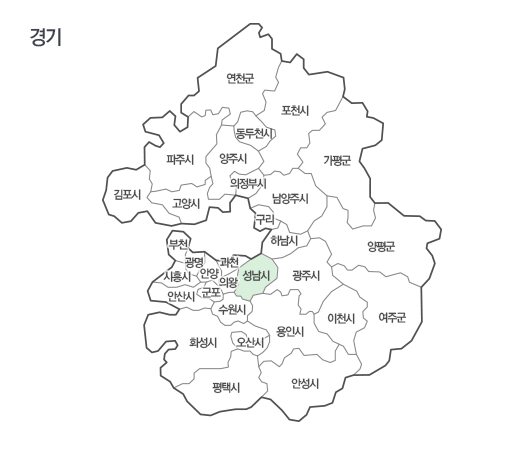 경기
연천군
포천시
동두천시
파주시
양주시
가평군
의정부시
김포시
고양시
남양주시
구리
부천
하남시
양평군
광명
과천
시흥시
안양
의왕
성남시
광주시
안산시
군포
수원시
이천시
여주군
용인시
화성시
오산시
평택시
안성시